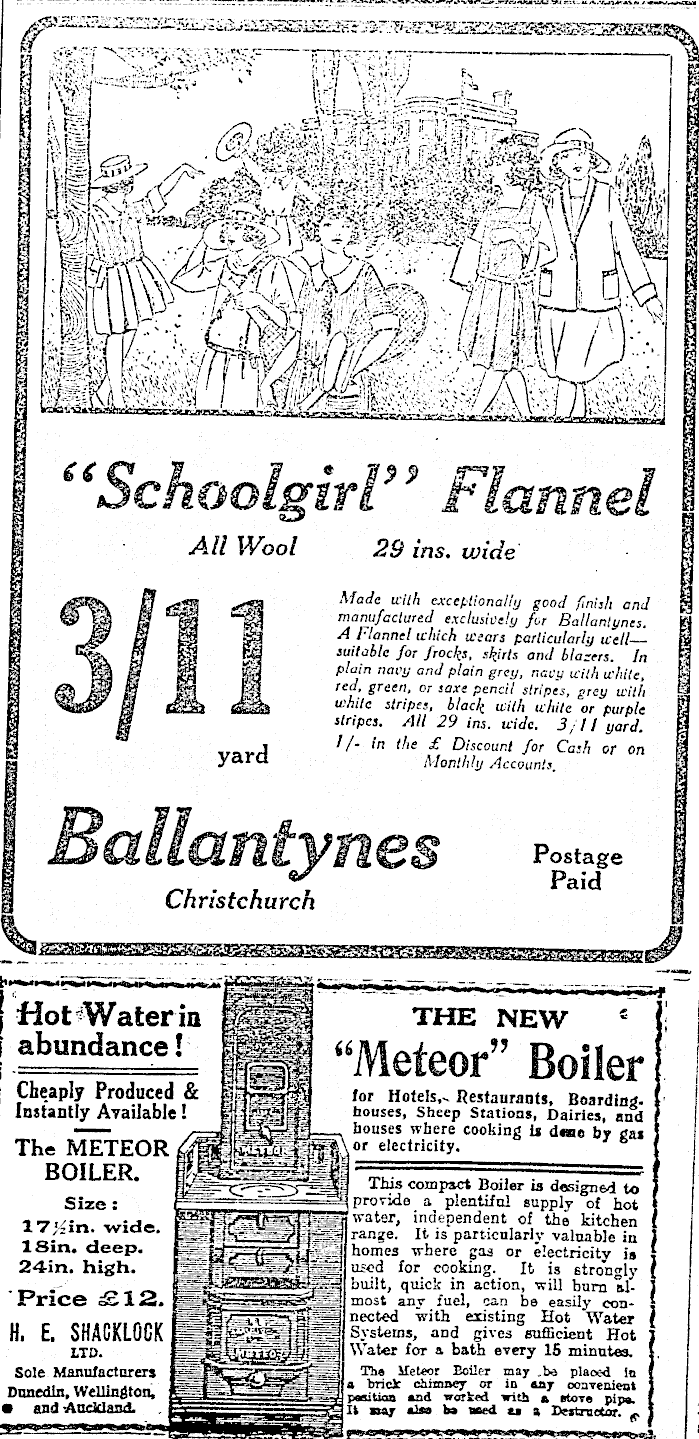 "Schoolgirl" Flannel
All Wool 29 ins. wide
3/11
yard
Made with exceptionally good finish and
manufactured exclusively for Ballantynes.
A Flannel which wears particularly well—
suitable for frocks, skirts and blazers. In
plain navy and plain grey, navy with white,
red, green, or saxe pencil stripes, grey with
white stripes, black with white or purple
stripes. All 29 ins. wide. 3/11 yard.
1/- in the £ Discount for Cash or on
Monthly Accounts.
Ballantynes
Christchurch
Postage
Paid
Hot Water in
abundance!
Cheaply Produced &
Instantly Available!
The METEOR
BOILER.
Size:
17½in. wide.
18in. deep.
24in. high.
Price £12.
H. E. SHACKLOCK
LTD.
Sole Manufacturers
Dunedin, Wellington,
and Auckland.
METEOR
METEOR
THE NEW
"Meteor" Boiler
for Hotels, Restaurants, Boarding-
houses, Sheep Stations, Dairies, and
houses where cooking is done by gas
or electricity.
This compact Boiler is designed to
provide a plentiful supply of hot
water, independent of the kitchen
range. It is particularly valuable in
homes where gas or electricity is
used for cooking. It is strongly
built, quick in action, will burn al-
most any fuel, can be easily con-
nected with existing Hot Water
Systems, and gives sufficient Hot
Water for a bath every 15 minutes.
The Meteor Boiler may be placed in
a brick chimney or in any convenient
position and worked with a stove pipe.
It may also be used as a Destructor.